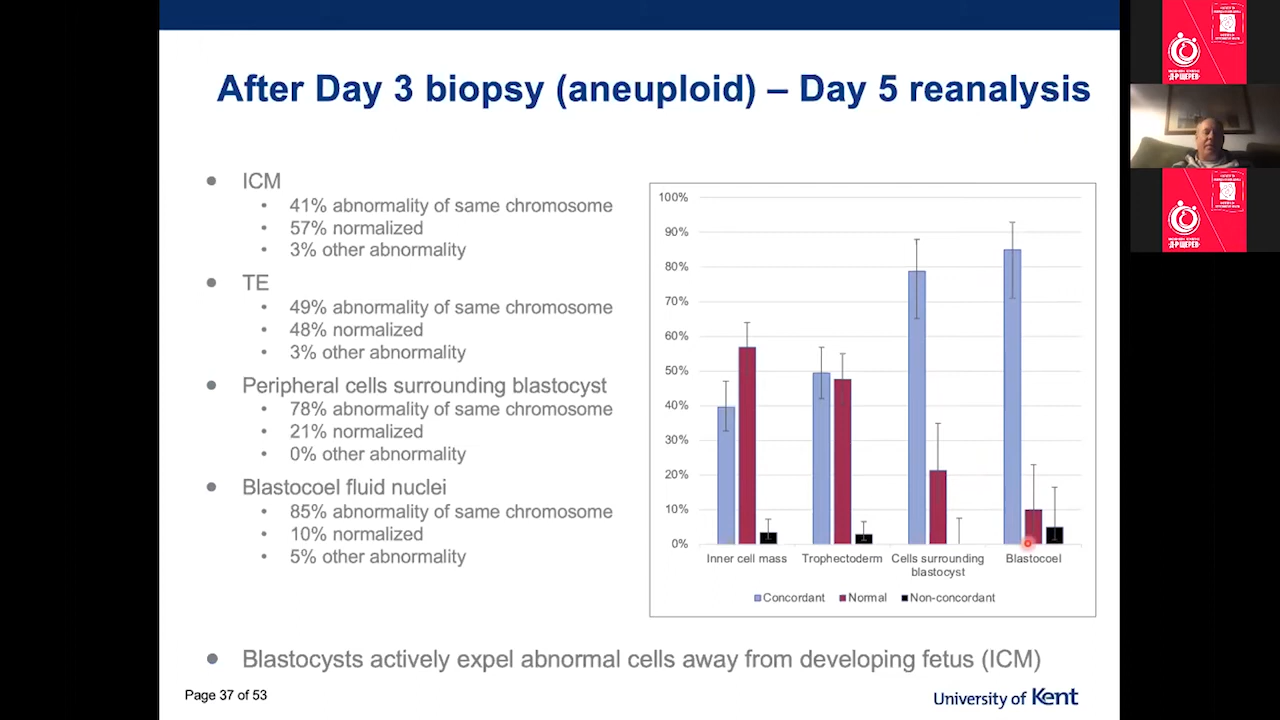 After Day 3 biopsy (aneuploid) – Day 5 reanalysis
ICM
41% abnormality of same chromosome
57% normalized
3% other abnormality
TE
49% abnormality of same chromosome
48% normalized
3% other abnormality
Peripheral cells surrounding blastocyst
78% abnormality of same chromosome
21% normalized
0% other abnormality
Blastocoel fluid nuclei
85% abnormality of same chromosome
10% normalized
5% other abnormality
100%
90%
80%
70%
60%
50%
40%
30%
20%
10%
0%
Inner cell mass
Trophectoderm
Cells surrounding
blastocyst
Blastocoel
Concordant
Normal
Non-concordant
Blastocysts actively expel abnormal cells away from developing fetus (ICM)
Page 37 of 53
University of Kent
Д-Р ЩЕРЕВ
Д-Р ЩЕРЕВ